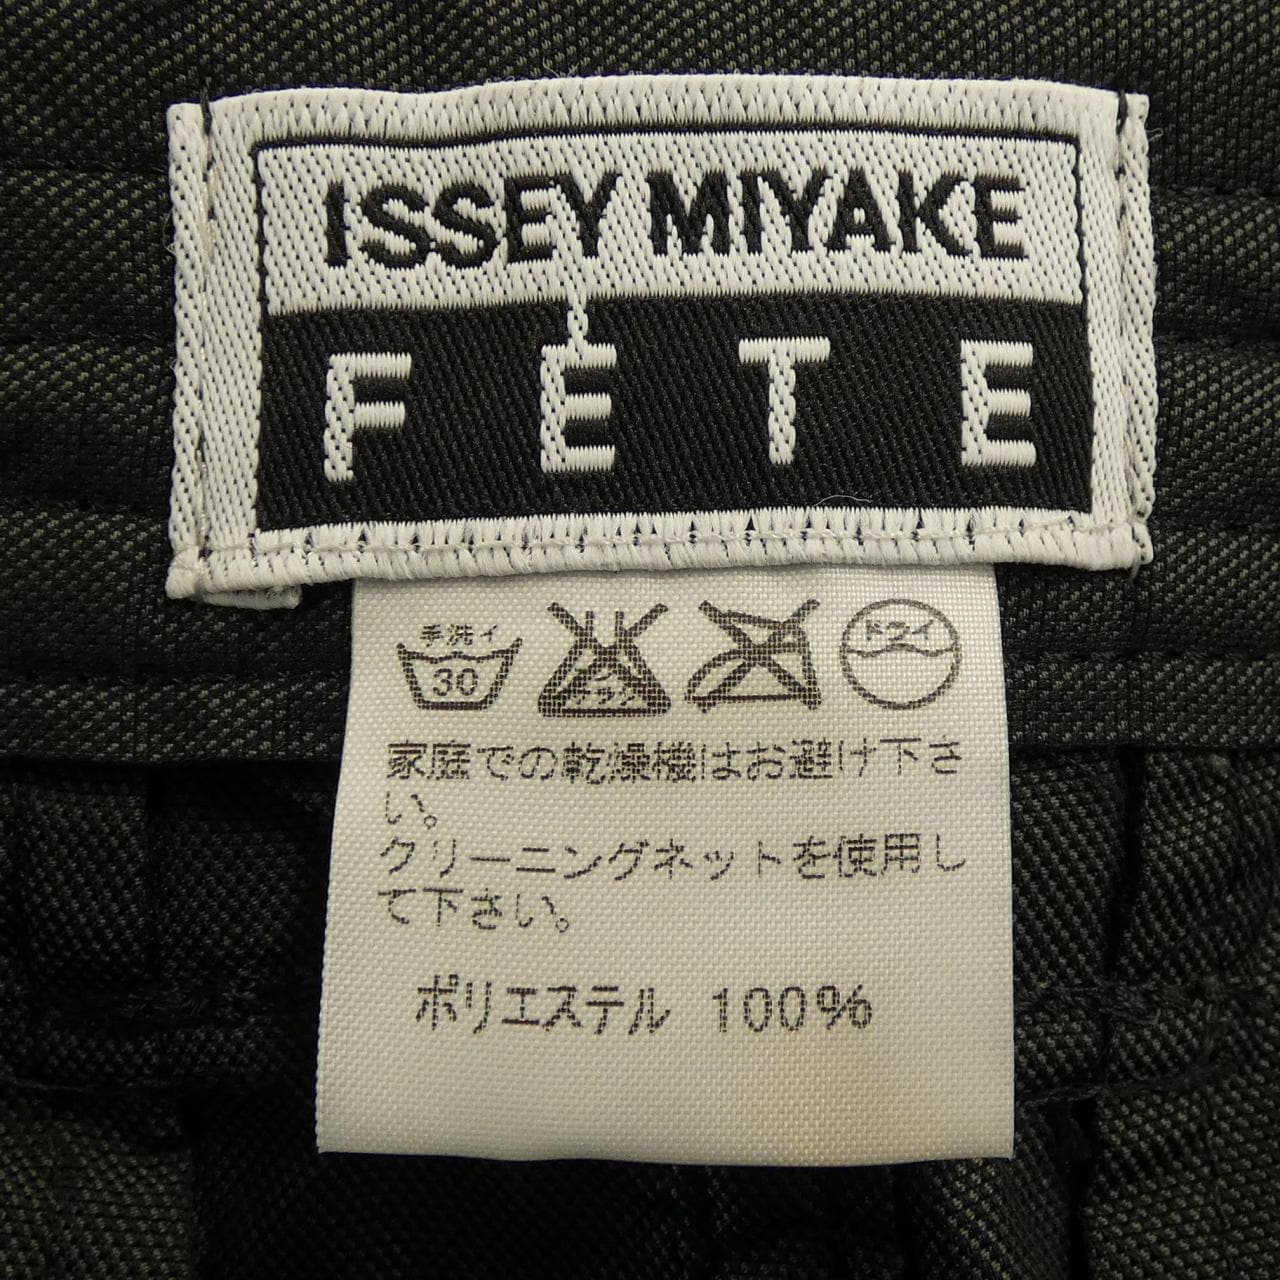 ISSEY MIYAKE
FÉTE
手洗イ
30
ドライ
家庭での乾燥機はお避け下さ
い。
クリーニングネットを使用し
て下さい。
ポリエステル 100%